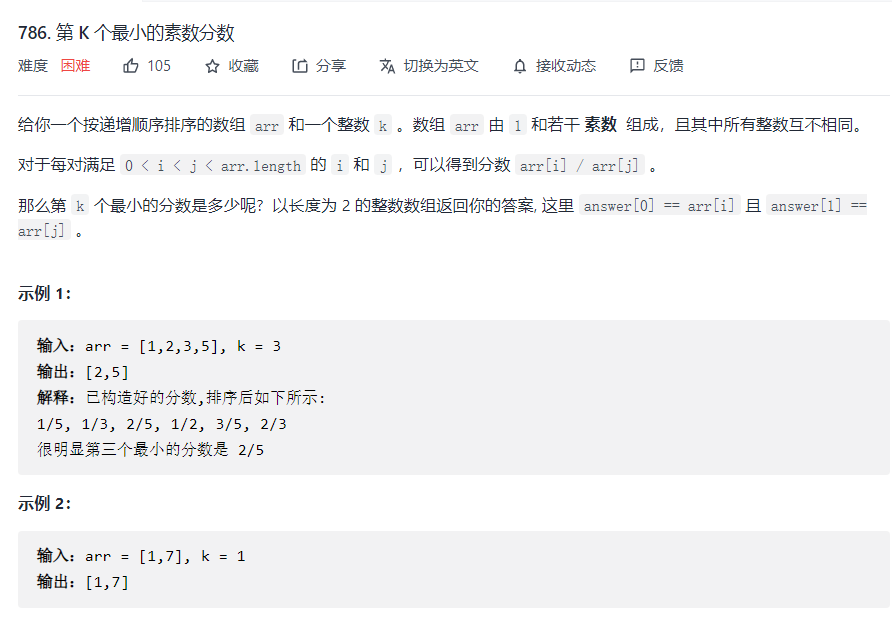 786. 第 K 个最小的素数分数
难度 困难 105 收藏 分享 切换为英文 接收动态 反馈
给你一个按递增顺序排序的数组 arr 和一个整数 k 。数组 arr 由 1 和若干 素数 组成，且其中所有整数互不相同。
对于每对满足 0 < i < j < arr.length 的 i 和 j ，可以得到分数 arr[i] / arr[j] 。
那么第 k 个最小的分数是多少呢? 以长度为 2 的整数数组返回你的答案, 这里 answer[0] == arr[i] 且 answer[1] ==
arr[j] 。
示例 1：
输入：arr = [1,2,3,5], k = 3
输出：[2,5]
解释：已构造好的分数,排序后如下所示:
1/5, 1/3, 2/5, 1/2, 3/5, 2/3
很明显第三个最小的分数是 2/5
示例 2：
输入：arr = [1,7], k = 1
输出：[1,7]